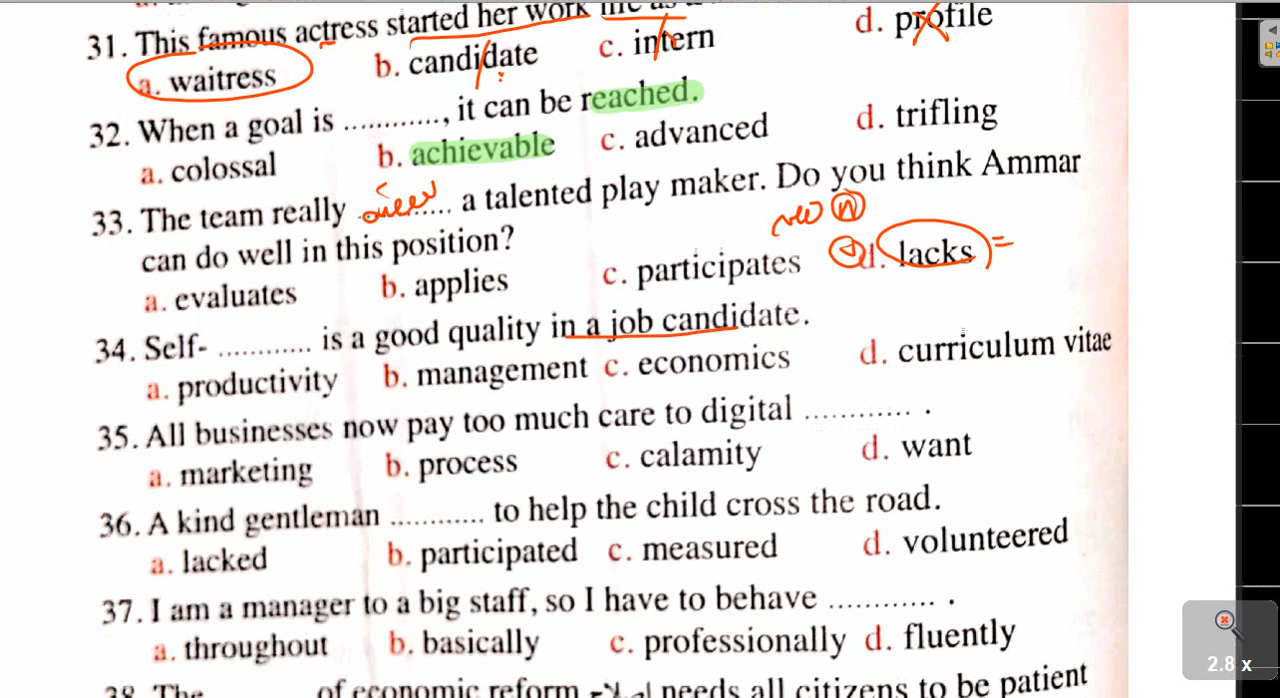 31. This famous actress started her work
a. waitress b. candidate c. intern d. profile
32. When a goal is ............, it can be reached.
a. colossal b. achievable c. advanced d. trifling
33. The team really ............ a talented play maker. Do you think Ammar
can do well in this position?
a. evaluates b. applies c. participates d. lacks =
34. Self- ............ is a good quality in a job candidate.
a. productivity b. management c. economics d. curriculum vitae
35. All businesses now pay too much care to digital ............ .
a. marketing b. process c. calamity d. want
36. A kind gentleman ............ to help the child cross the road.
a. lacked b. participated c. measured d. volunteered
37. I am a manager to a big staff, so I have to behave ............ .
a. throughout b. basically c. professionally d. fluently
38. The of economic reform needs all citizens to be patient
2.8 x